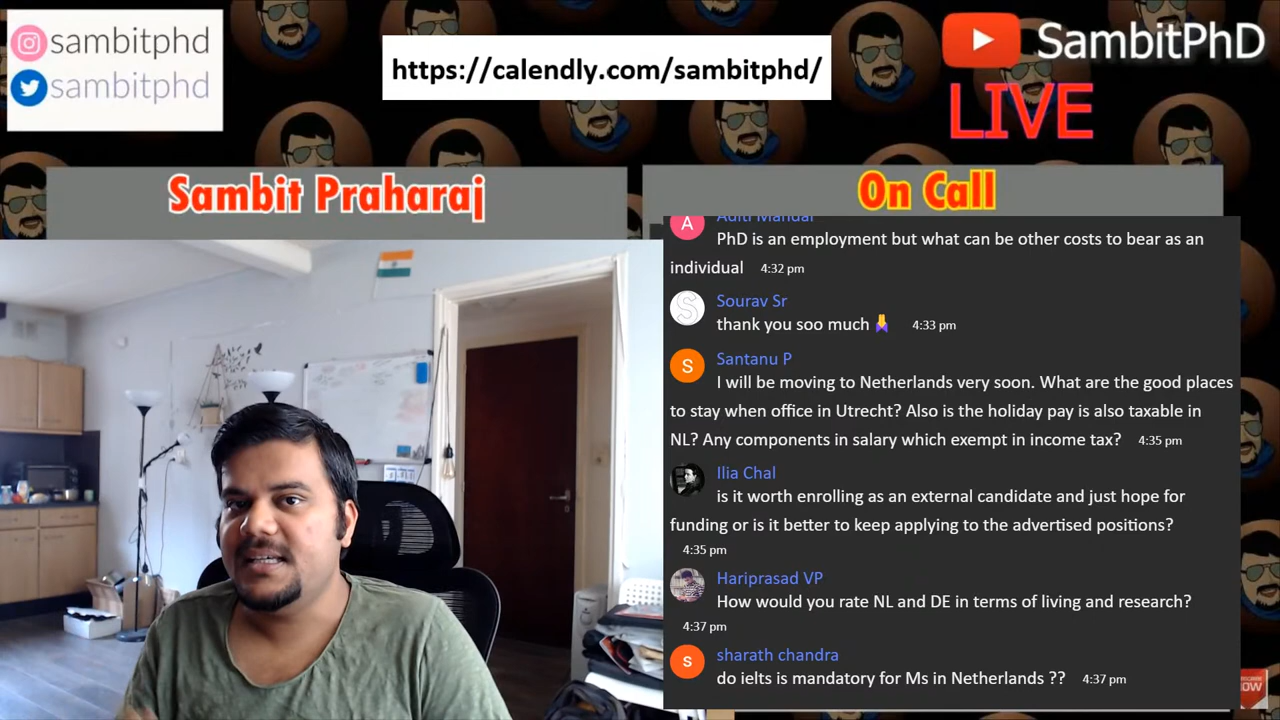 sambitphd
sambitphd
https://calendly.com/sambitphd/
SambitPhD
LIVE
Sambit Praharaj
On Call
Aditi Mandal
PhD is an employment but what can be other costs to bear as an
individual 4:32 pm
Sourav Sr
thank you soo much 4:33 pm
Santanu P
I will be moving to Netherlands very soon. What are the good places
to stay when office in Utrecht? Also is the holiday pay is also taxable in
NL? Any components in salary which exempt in income tax? 4:35 pm
Ilia Chal
is it worth enrolling as an external candidate and just hope for
funding or is it better to keep applying to the advertised positions?
4:35 pm
Hariprasad VP
How would you rate NL and DE in terms of living and research?
4:37 pm
sharath chandra
do ielts is mandatory for Ms in Netherlands ?? 4:37 pm